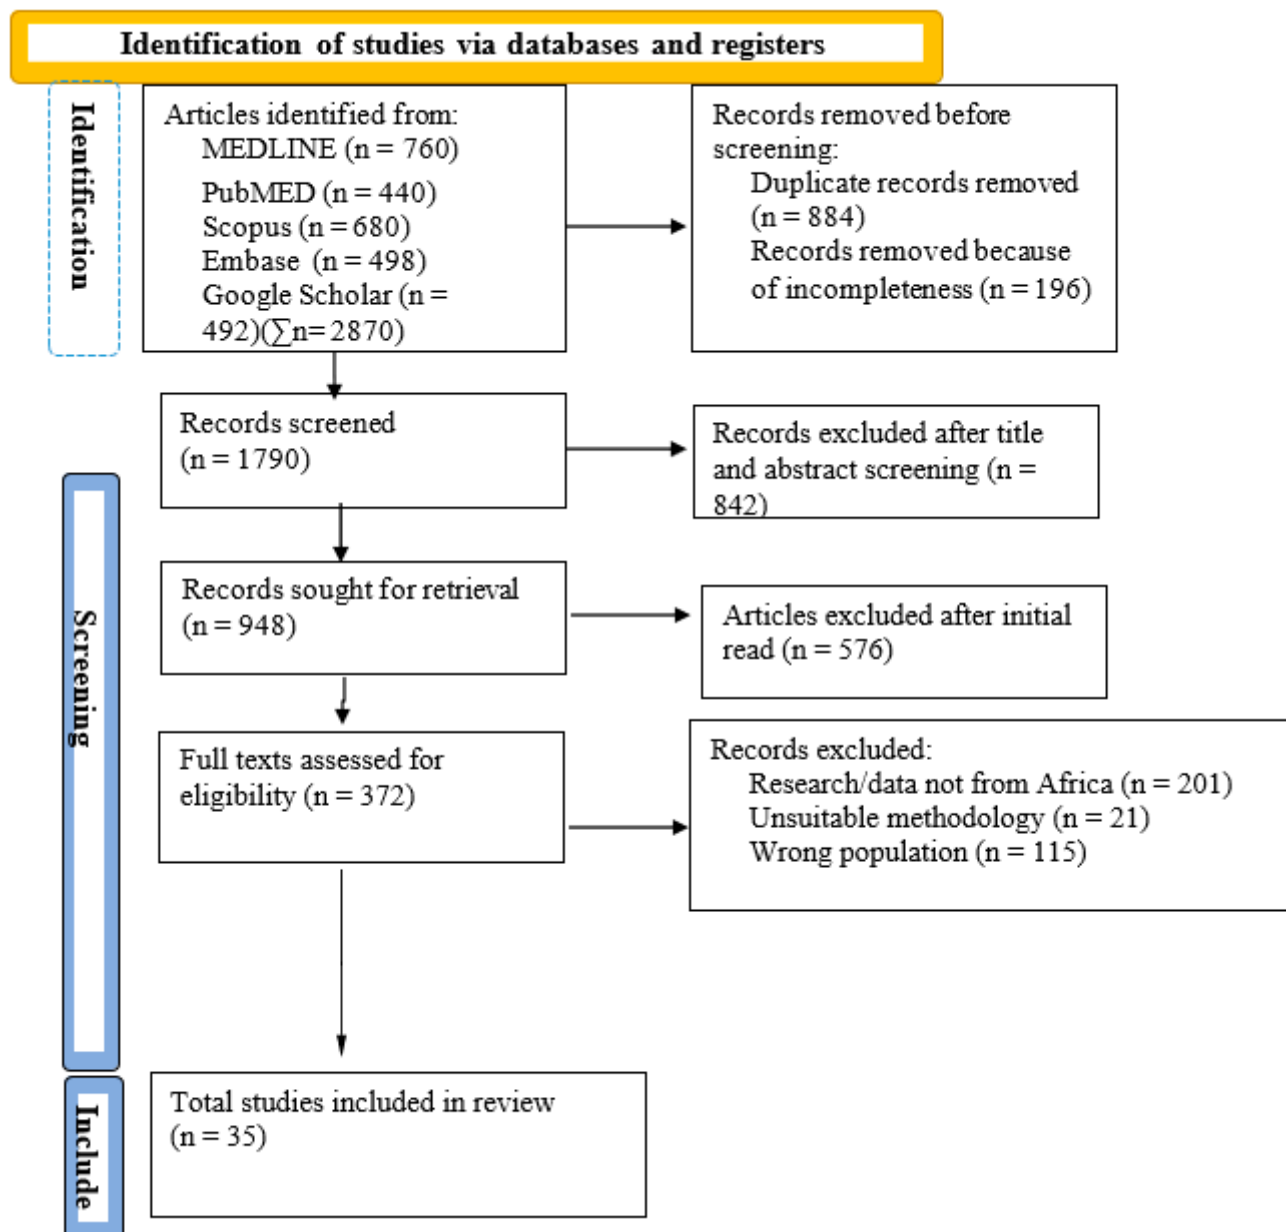 Identification of studies via databases and registers
Identification
Articles identified from:
MEDLINE (n = 760)
PubMED (n = 440)
Scopus (n = 680)
Embase (n = 498)
Google Scholar (n =
492)(∑n= 2870)
Records removed before
screening:
Duplicate records removed
(n = 884)
Records removed because
of incompleteness (n = 196)
Records screened
(n = 1790)
Records excluded after title
and abstract screening (n =
842)
Screening
Records sought for retrieval
(n = 948)
Articles excluded after initial
read (n = 576)
Full texts assessed for
eligibility (n = 372)
Records excluded:
Research/data not from Africa (n = 201)
Unsuitable methodology (n = 21)
Wrong population (n = 115)
Include
Total studies included in review
(n = 35)